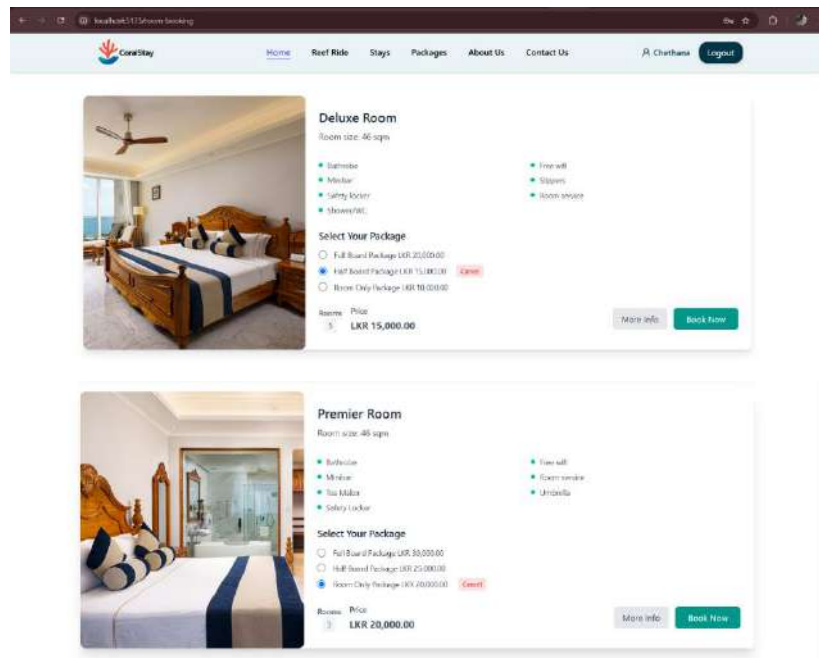 localhost:5173/room-booking
CoralStay Home Reef Ride Stays Packages About Us Contact Us Chethana Logout
Deluxe Room
Room size: 46 sqm
Bathrobe Free wifi
Minibar Slippers
Safety locker Room service
Shower/WC
Select Your Package
Full Board Package LKR 20,000.00
Half Board Package LKR 15,000.00 Cancel
Room Only Package LKR 10,000.00
Rooms Price
LKR 15,000.00 More Info Book Now
Premier Room
Room size: 46 sqm
Bathrobe Free wifi
Minibar Room service
Tea Maker Umbrella
Safety Locker
Select Your Package
Full Board Package LKR 30,000.00
Half Board Package LKR 25,000.00
Room Only Package LKR 20,000.00 Cancel
Rooms Price
LKR 20,000.00 More Info Book Now